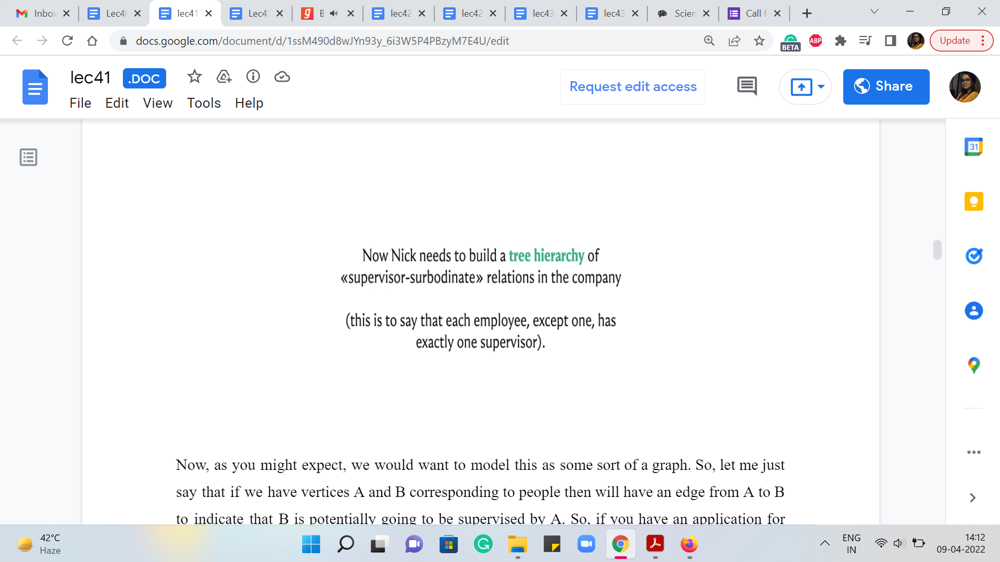 Inbox
Lec40
lec41
Lec41
B
lec42
lec42
lec43
lec43
Scien
Call f
docs.google.com/document/d/1ssM490d8wJYn93y_6i3W5P4PBzyM7E4U/edit
BETA
ABP
Update
lec41
.DOC
File Edit View Tools Help
Request edit access
Share
31
Now Nick needs to build a tree hierarchy of
«supervisor-surbodinate» relations in the company
(this is to say that each employee, except one, has
exactly one supervisor).
Now, as you might expect, we would want to model this as some sort of a graph. So, let me just
say that if we have vertices A and B corresponding to people then will have an edge from A to B
to indicate that B is potentially going to be supervised by A. So, if you have an application for
42°C
Haze
ENG
IN
14:12
09-04-2022